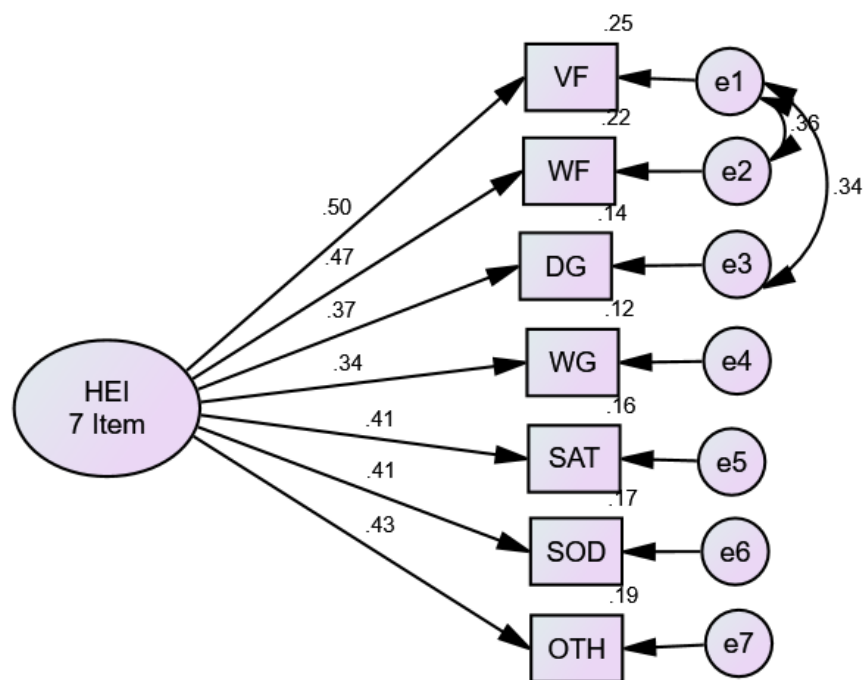 .25
VF
e1
.22
.36
WF
e2
.50
.14
.34
.47
DG
e3
.37
.12
.34
WG
e4
HEI
7 Item
.16
.41
SAT
e5
.41
.17
SOD
e6
.43
.19
OTH
e7